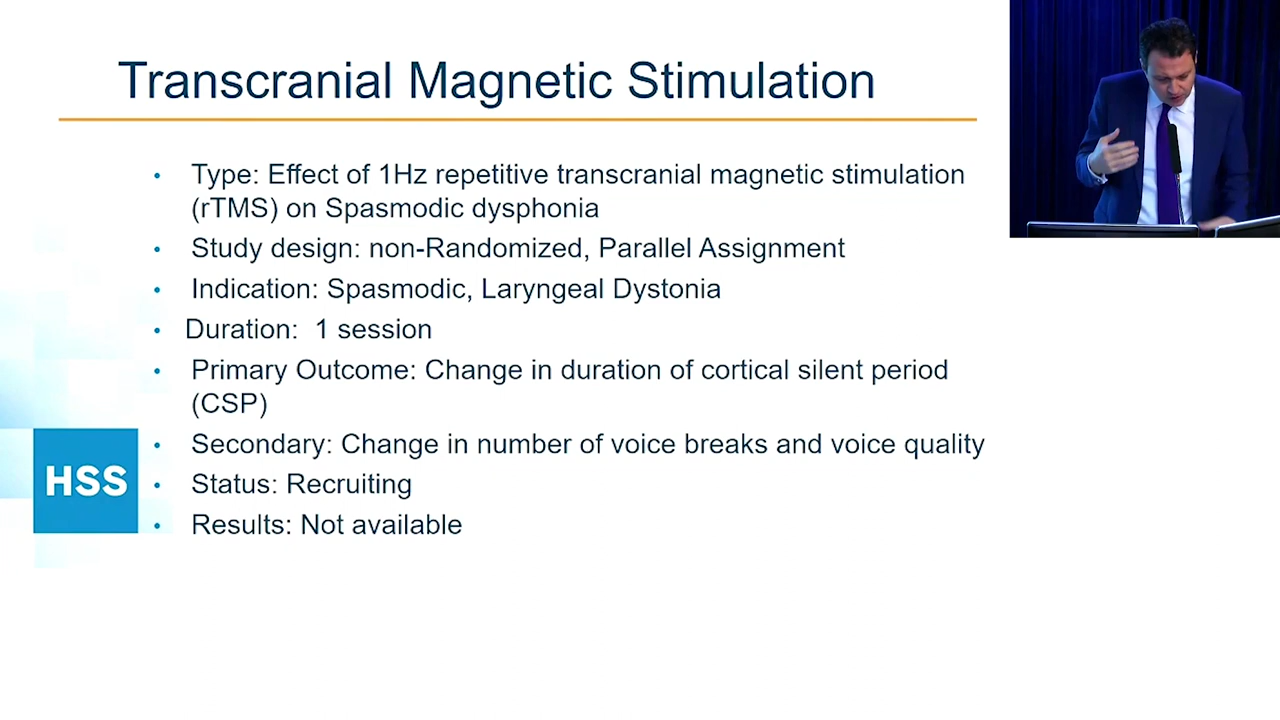 Transcranial Magnetic Stimulation
• Type: Effect of 1Hz repetitive transcranial magnetic stimulation
(rTMS) on Spasmodic dysphonia
• Study design: non-Randomized, Parallel Assignment
• Indication: Spasmodic, Laryngeal Dystonia
• Duration:  1 session
• Primary Outcome: Change in duration of cortical silent period
(CSP)
• Secondary: Change in number of voice breaks and voice quality
• Status: Recruiting
• Results: Not available
HSS